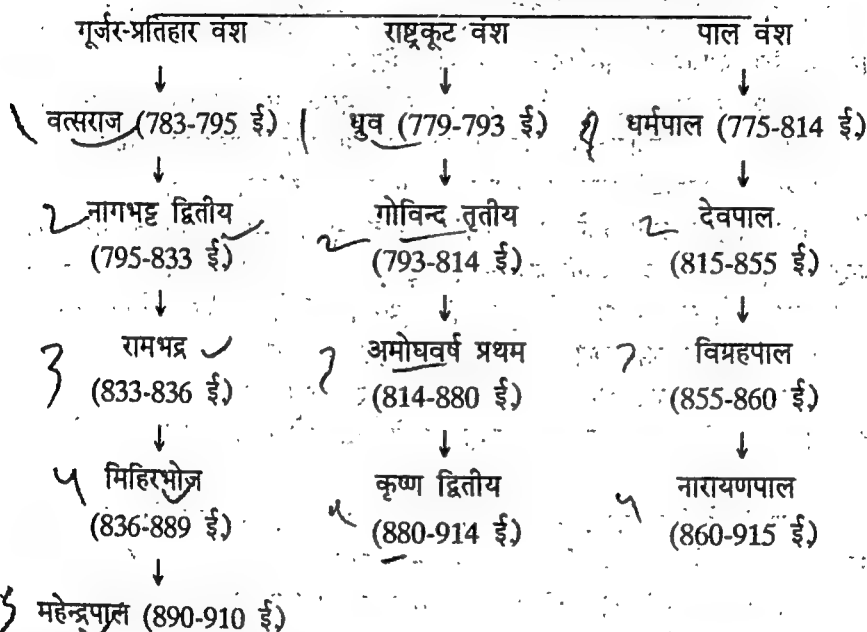 गूर्जर-प्रतिहार वंश राष्ट्रकूट वंश पाल वंश
वत्सराज (783-795 ई.) ध्रुव (779-793 ई.) धर्मपाल (775-814 ई.)
नागभट्ट द्वितीय गोविन्द तृतीय देवपाल
(795-833 ई.) (793-814 ई.) (815-855 ई.)
रामभद्र अमोघवर्ष प्रथम विग्रहपाल
(833-836 ई.) (814-880 ई.) (855-860 ई.)
मिहिरभोज कृष्ण द्वितीय नारायणपाल
(836-889 ई.) (880-914 ई.) (860-915 ई.)
महेन्द्रपाल (890-910 ई.)